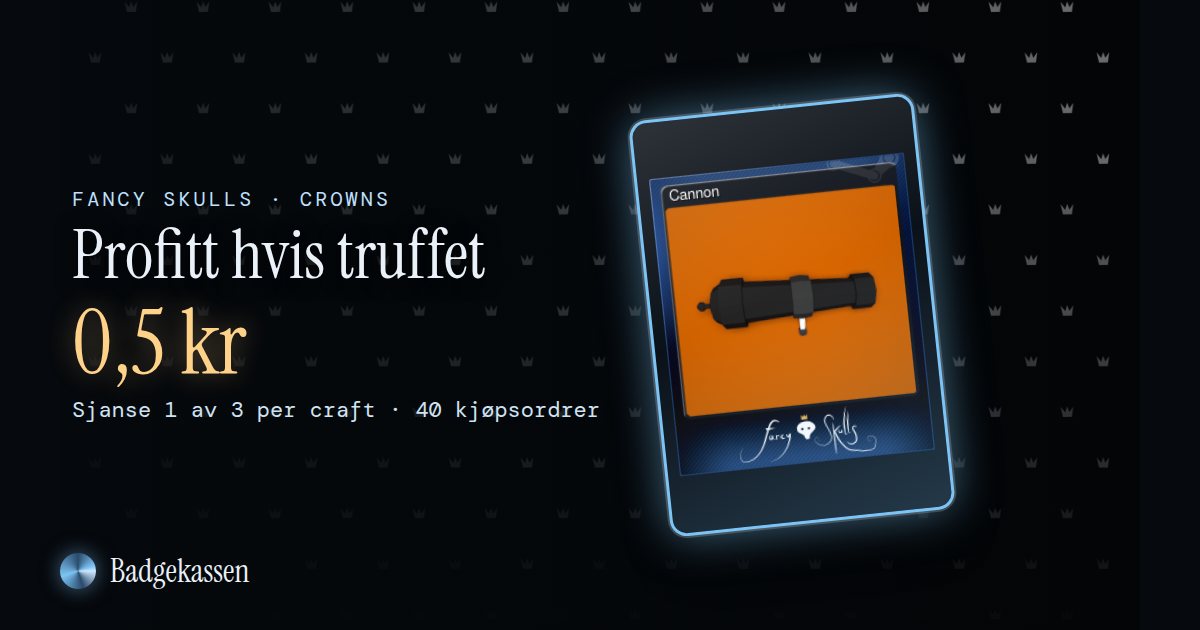 FANCY SKULLS · CROWNS
Profitt hvis truffet
0,5 kr
Sjanse 1 av 3 per craft · 40 kjøpsordrer
Cannon
Fancy Skulls
Badgekassen